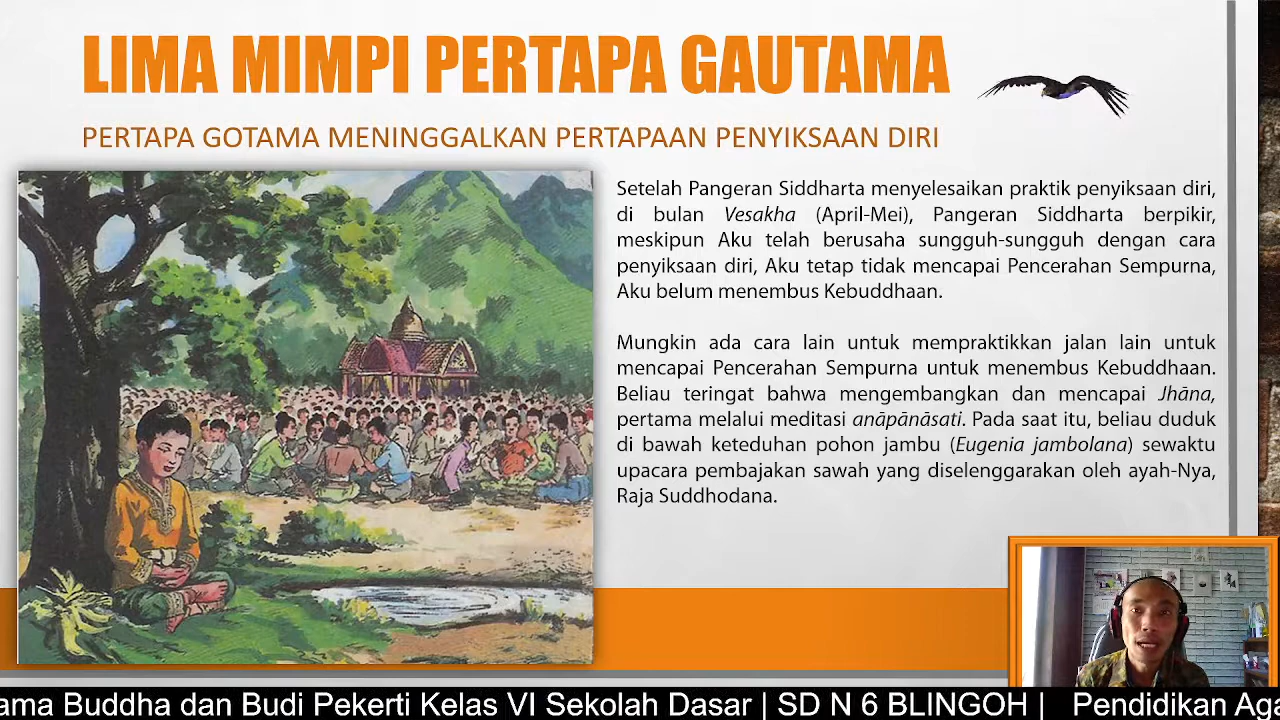 LIMA MIMPI PERTAPA GAUTAMA
PERTAPA GOTAMA MENINGGALKAN PERTAPAAN PENYIKSAAN DIRI
Setelah Pangeran Siddharta menyelesaikan praktik penyiksaan diri,
di bulan Vesakha (April-Mei), Pangeran Siddharta berpikir,
meskipun Aku telah berusaha sungguh-sungguh dengan cara
penyiksaan diri, Aku tetap tidak mencapai Pencerahan Sempurna,
Aku belum menembus Kebuddhaan.
Mungkin ada cara lain untuk mempraktikkan jalan lain untuk
mencapai Pencerahan Sempurna untuk menembus Kebuddhaan.
Beliau teringat bahwa mengembangkan dan mencapai Jhāna,
pertama melalui meditasi anāpānāsati. Pada saat itu, beliau duduk
di bawah keteduhan pohon jambu (Eugenia jambolana) sewaktu
upacara pembajakan sawah yang diselenggarakan oleh ayah-Nya,
Raja Suddhodana.
ama Buddha dan Budi Pekerti Kelas VI Sekolah Dasar | SD N 6 BLINGOH | Pendidikan Aga